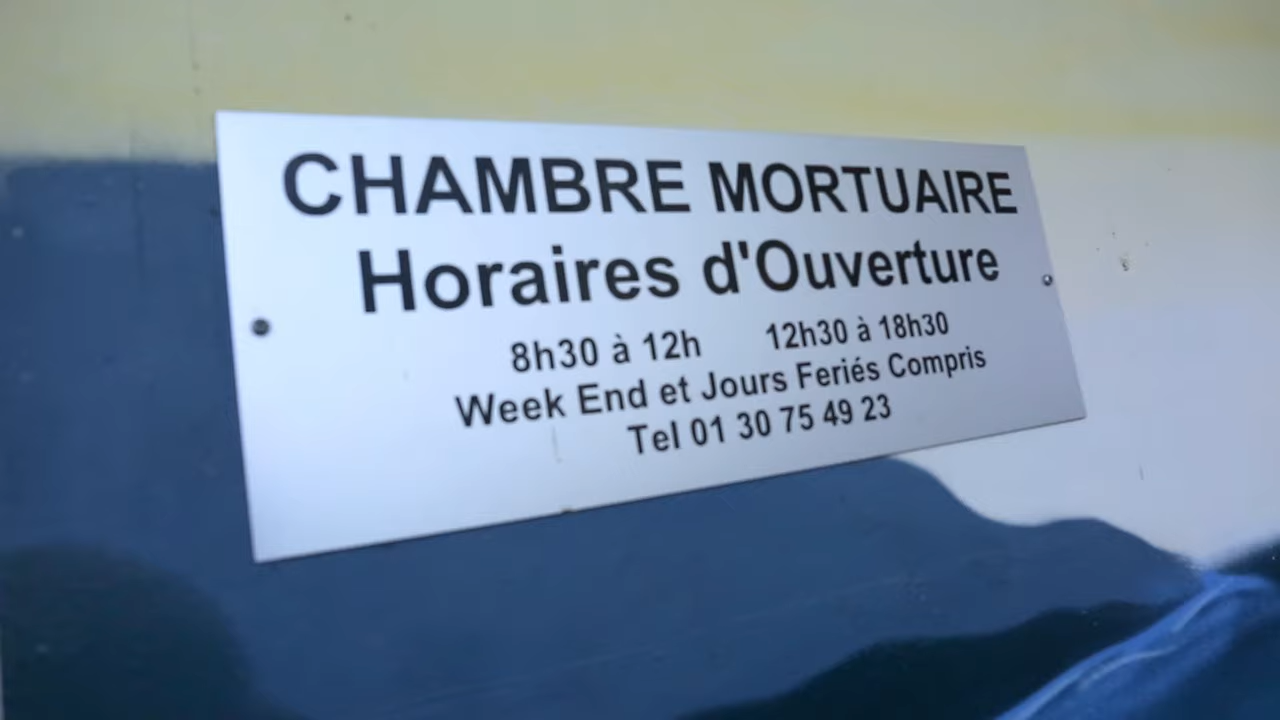 CHAMBRE MORTUAIRE
Horaires d'Ouverture
8h30 à 12h 12h30 à 18h30
Week End et Jours Feriés Compris
Tel 01 30 75 49 23